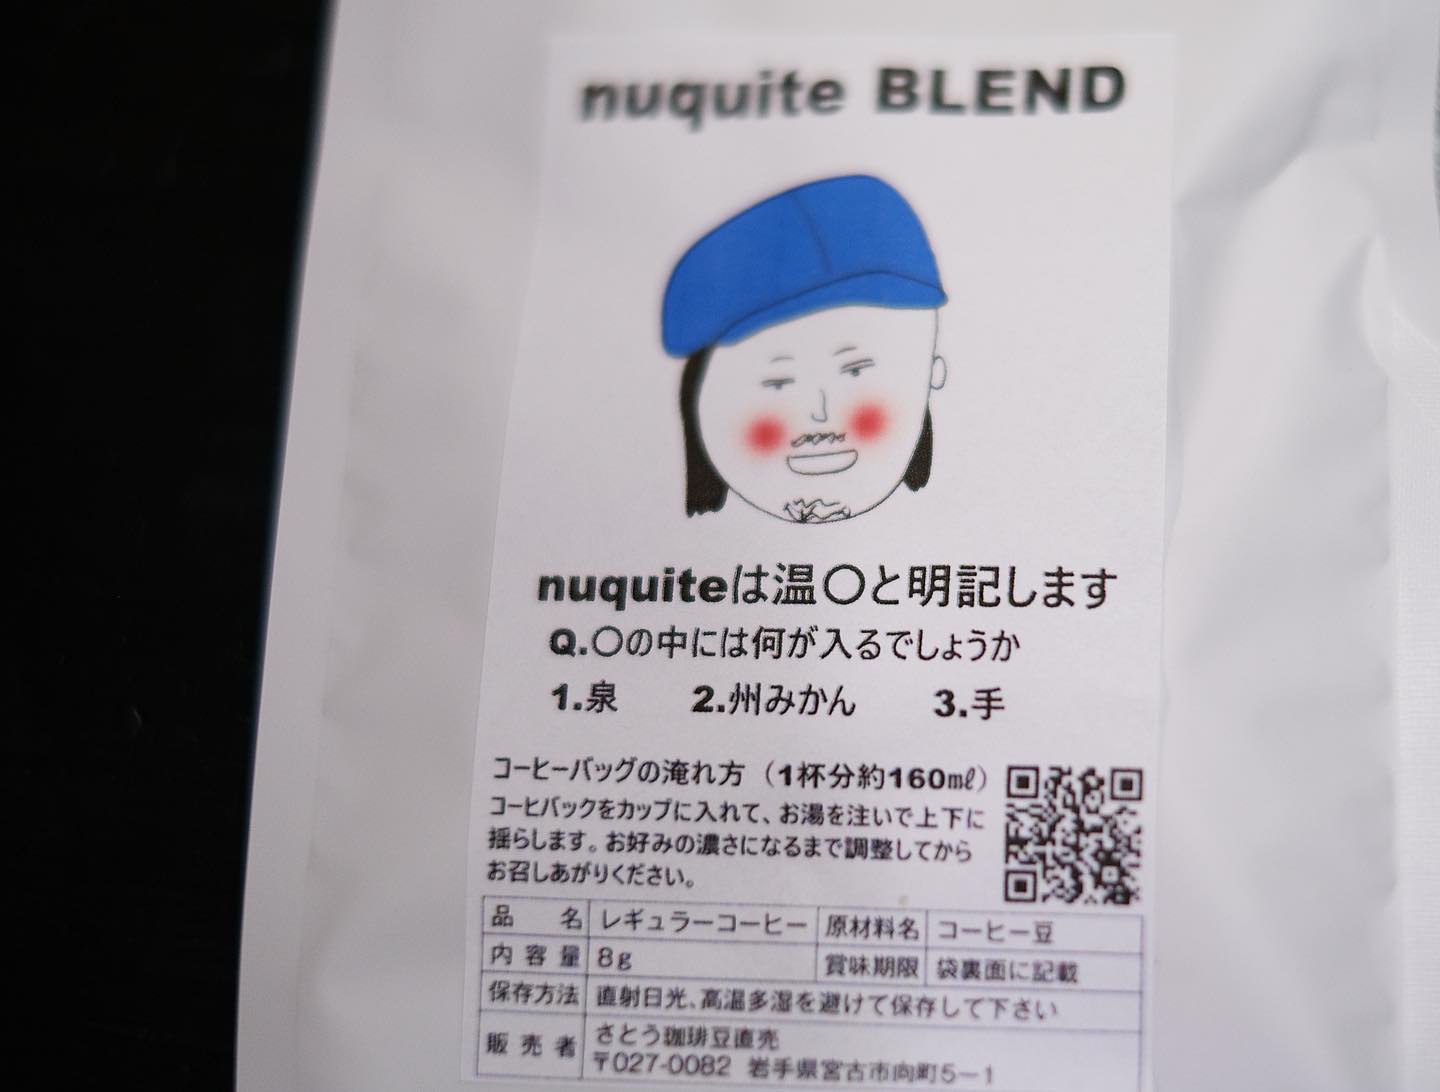 nuquite BLEND
nuquiteは温〇と明記します
Q.〇の中には何が入るでしょうか
1.泉 2.州みかん 3.手
コーヒーバッグの淹れ方（1杯分約160㎖）
コーヒバックをカップに入れて、お湯を注いで上下に
揺らします。お好みの濃さになるまで調整してから
お召しあがりください。
品名 レギュラーコーヒー 原材料名 コーヒー豆
内容量 8g 賞味期限 袋裏面に記載
保存方法 直射日光、高温多湿を避けて保存して下さい
販売者 さとう珈琲豆直売
〒027-0082 岩手県宮古市向町5－1